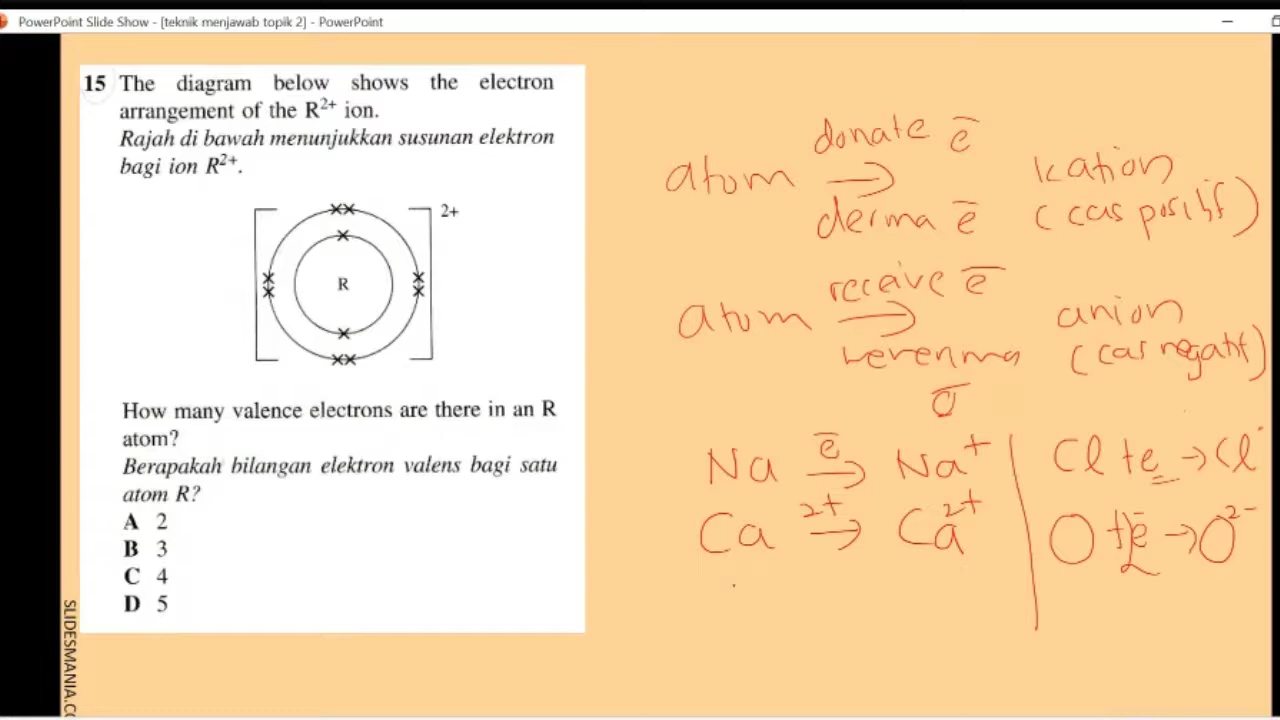 PowerPoint Slide Show - [teknik menjawab topik 2] - PowerPoint
15 The diagram below shows the electron
arrangement of the R²⁺ ion.
Rajah di bawah menunjukkan susunan elektron
bagi ion R²⁺.
2+
R
How many valence electrons are there in an R
atom?
Berapakah bilangan elektron valens bagi satu
atom R?
A 2
B 3
C 4
D 5
donate e̅
atom → kation
derma e̅ (cas positif)
receive e̅
atom → anion
(cas negatif)
Na e̅ → Na⁺
Ca 2+ → Ca²⁺
Cl + e → Cl⁻
O + 2e̅ → O²⁻
SLIDESMANIA.C